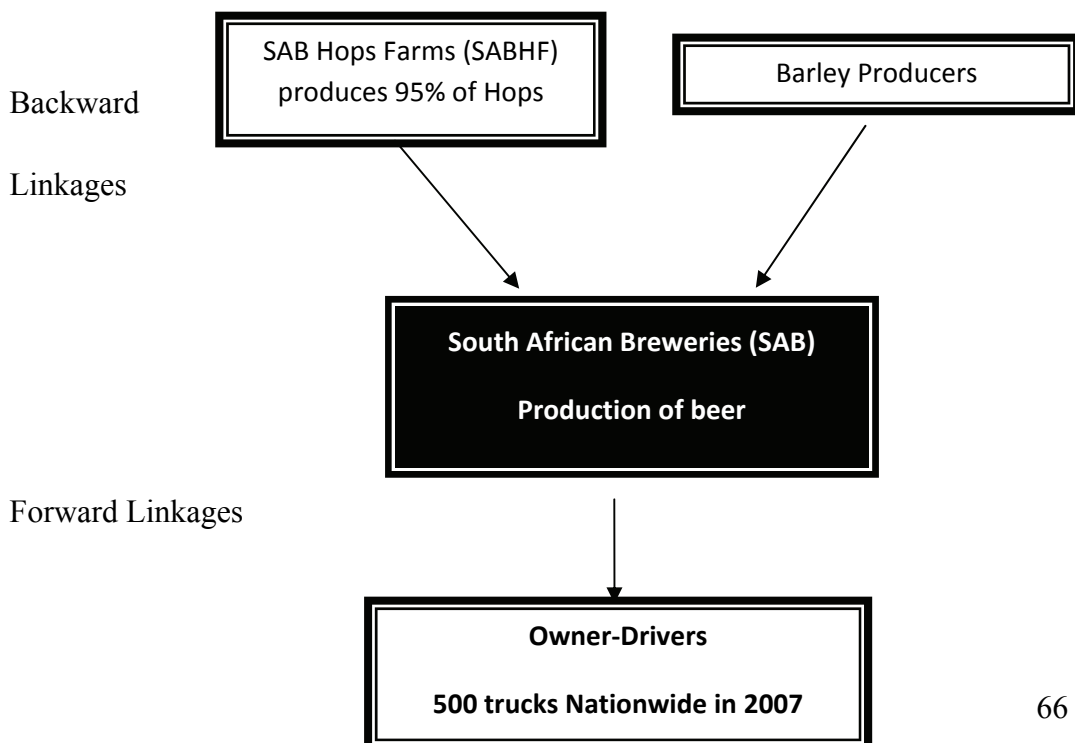 SAB Hops Farms (SABHF)
produces 95% of Hops
Barley Producers
Backward
Linkages
South African Breweries (SAB)
Production of beer
Forward Linkages
Owner-Drivers
500 trucks Nationwide in 2007
66